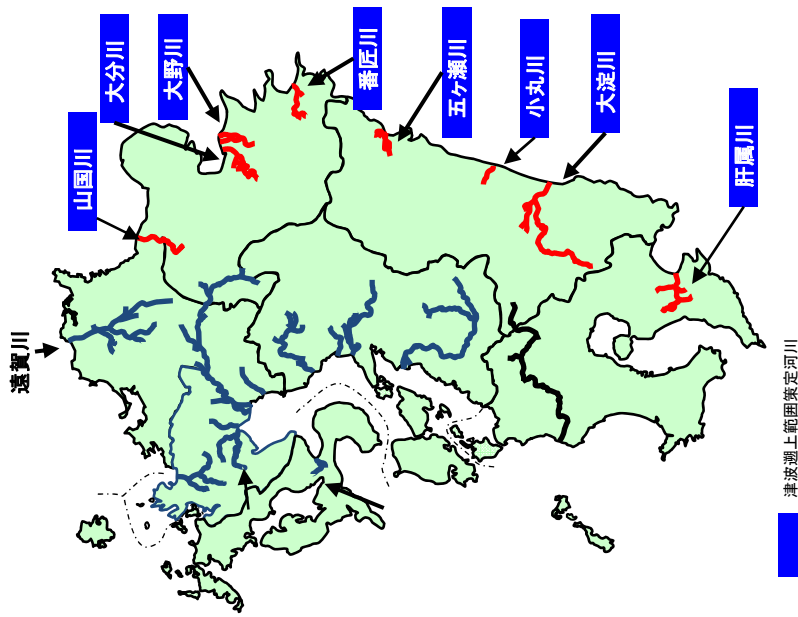 山国川
大分川
大野川
番匠川
五ヶ瀬川
小丸川
大淀川
肝属川
遠賀川
津波遡上範囲策定河川